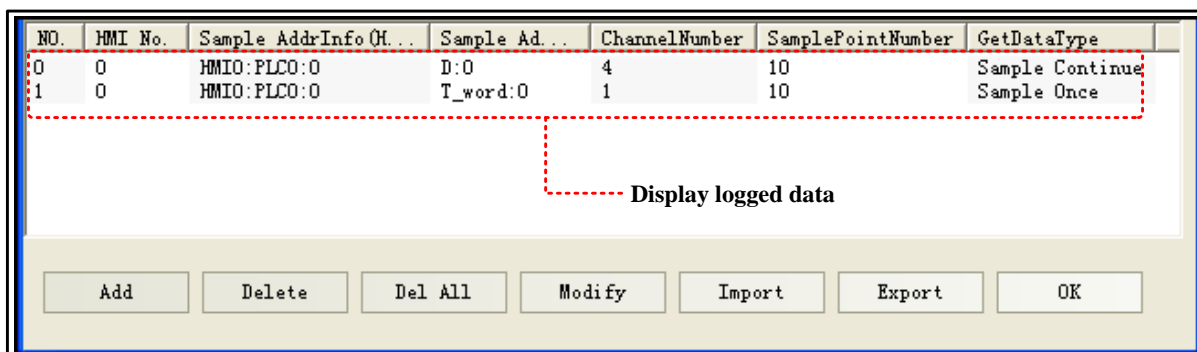 NO. HMI No. Sample AddrInfo(H... Sample Ad... ChannelNumber SamplePointNumber GetDataType
0 0 HMI0:PLC0:0 D:0 4 10 Sample Continue
1 0 HMI0:PLC0:0 T_word:0 1 10 Sample Once
Display logged data
Add Delete Del All Modify Import Export OK